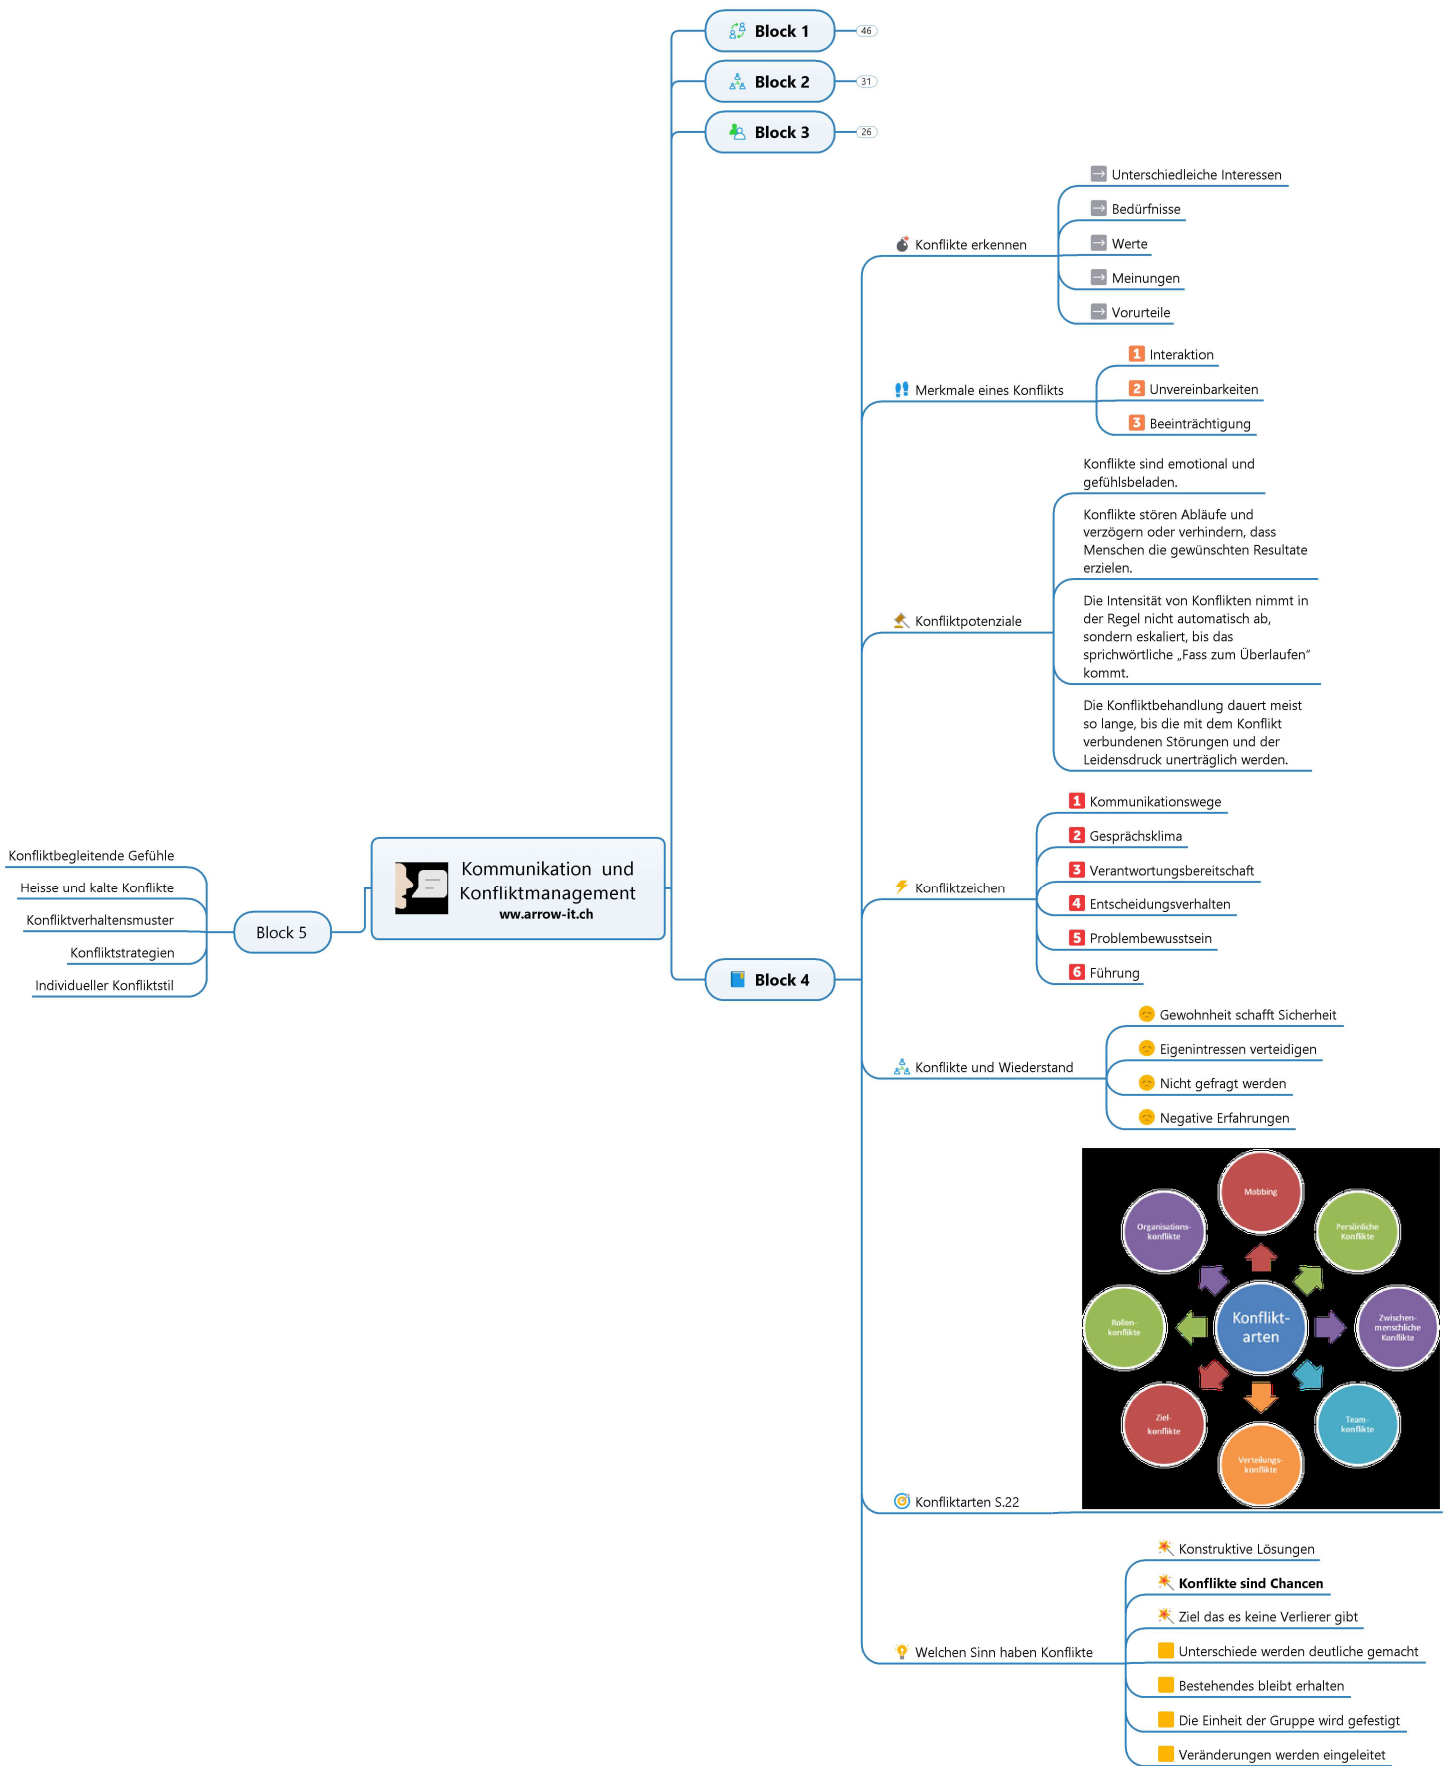 Block 1
46
Block 2
31
Block 3
26
Unterschiedleiche Interessen
Bedürfnisse
Werte
Meinungen
Vorurteile
Konflikte erkennen
1 Interaktion
2 Unvereinbarkeiten
3 Beeinträchtigung
Merkmale eines Konflikts
Konflikte sind emotional und
gefühlsbeladen.
Konflikte stören Abläufe und
verzögern oder verhindern, dass
Menschen die gewünschten Resultate
erzielen.
Die Intensität von Konflikten nimmt in
der Regel nicht automatisch ab,
sondern eskaliert, bis das
sprichwörtliche „Fass zum Überlaufen“
kommt.
Die Konfliktbehandlung dauert meist
so lange, bis die mit dem Konflikt
verbundenen Störungen und der
Leidensdruck unerträglich werden.
Konfliktpotenziale
1 Kommunikationswege
2 Gesprächsklima
3 Verantwortungsbereitschaft
4 Entscheidungsverhalten
5 Problembewusstsein
6 Führung
Konfliktzeichen
Kommunikation und
Konfliktmanagement
ww.arrow-it.ch
Konfliktbegleitende Gefühle
Heisse und kalte Konflikte
Konfliktverhaltensmuster
Konfliktstrategien
Individueller Konfliktstil
Block 5
Block 4
Gewohnheit schafft Sicherheit
Eigenintressen verteidigen
Nicht gefragt werden
Negative Erfahrungen
Konflikte und Wiederstand
Mobbing
Organisations-
konflikte
Persönliche
Konflikte
Rollen-
konflikte
Konflikt-
arten
Zwischen-
menschliche
Konflikte
Ziel-
konflikte
Team-
konflikte
Verteilungs-
konflikte
Konfliktarten S.22
Konstruktive Lösungen
Konflikte sind Chancen
Ziel das es keine Verlierer gibt
Unterschiede werden deutliche gemacht
Bestehendes bleibt erhalten
Die Einheit der Gruppe wird gefestigt
Veränderungen werden eingeleitet
Welchen Sinn haben Konflikte